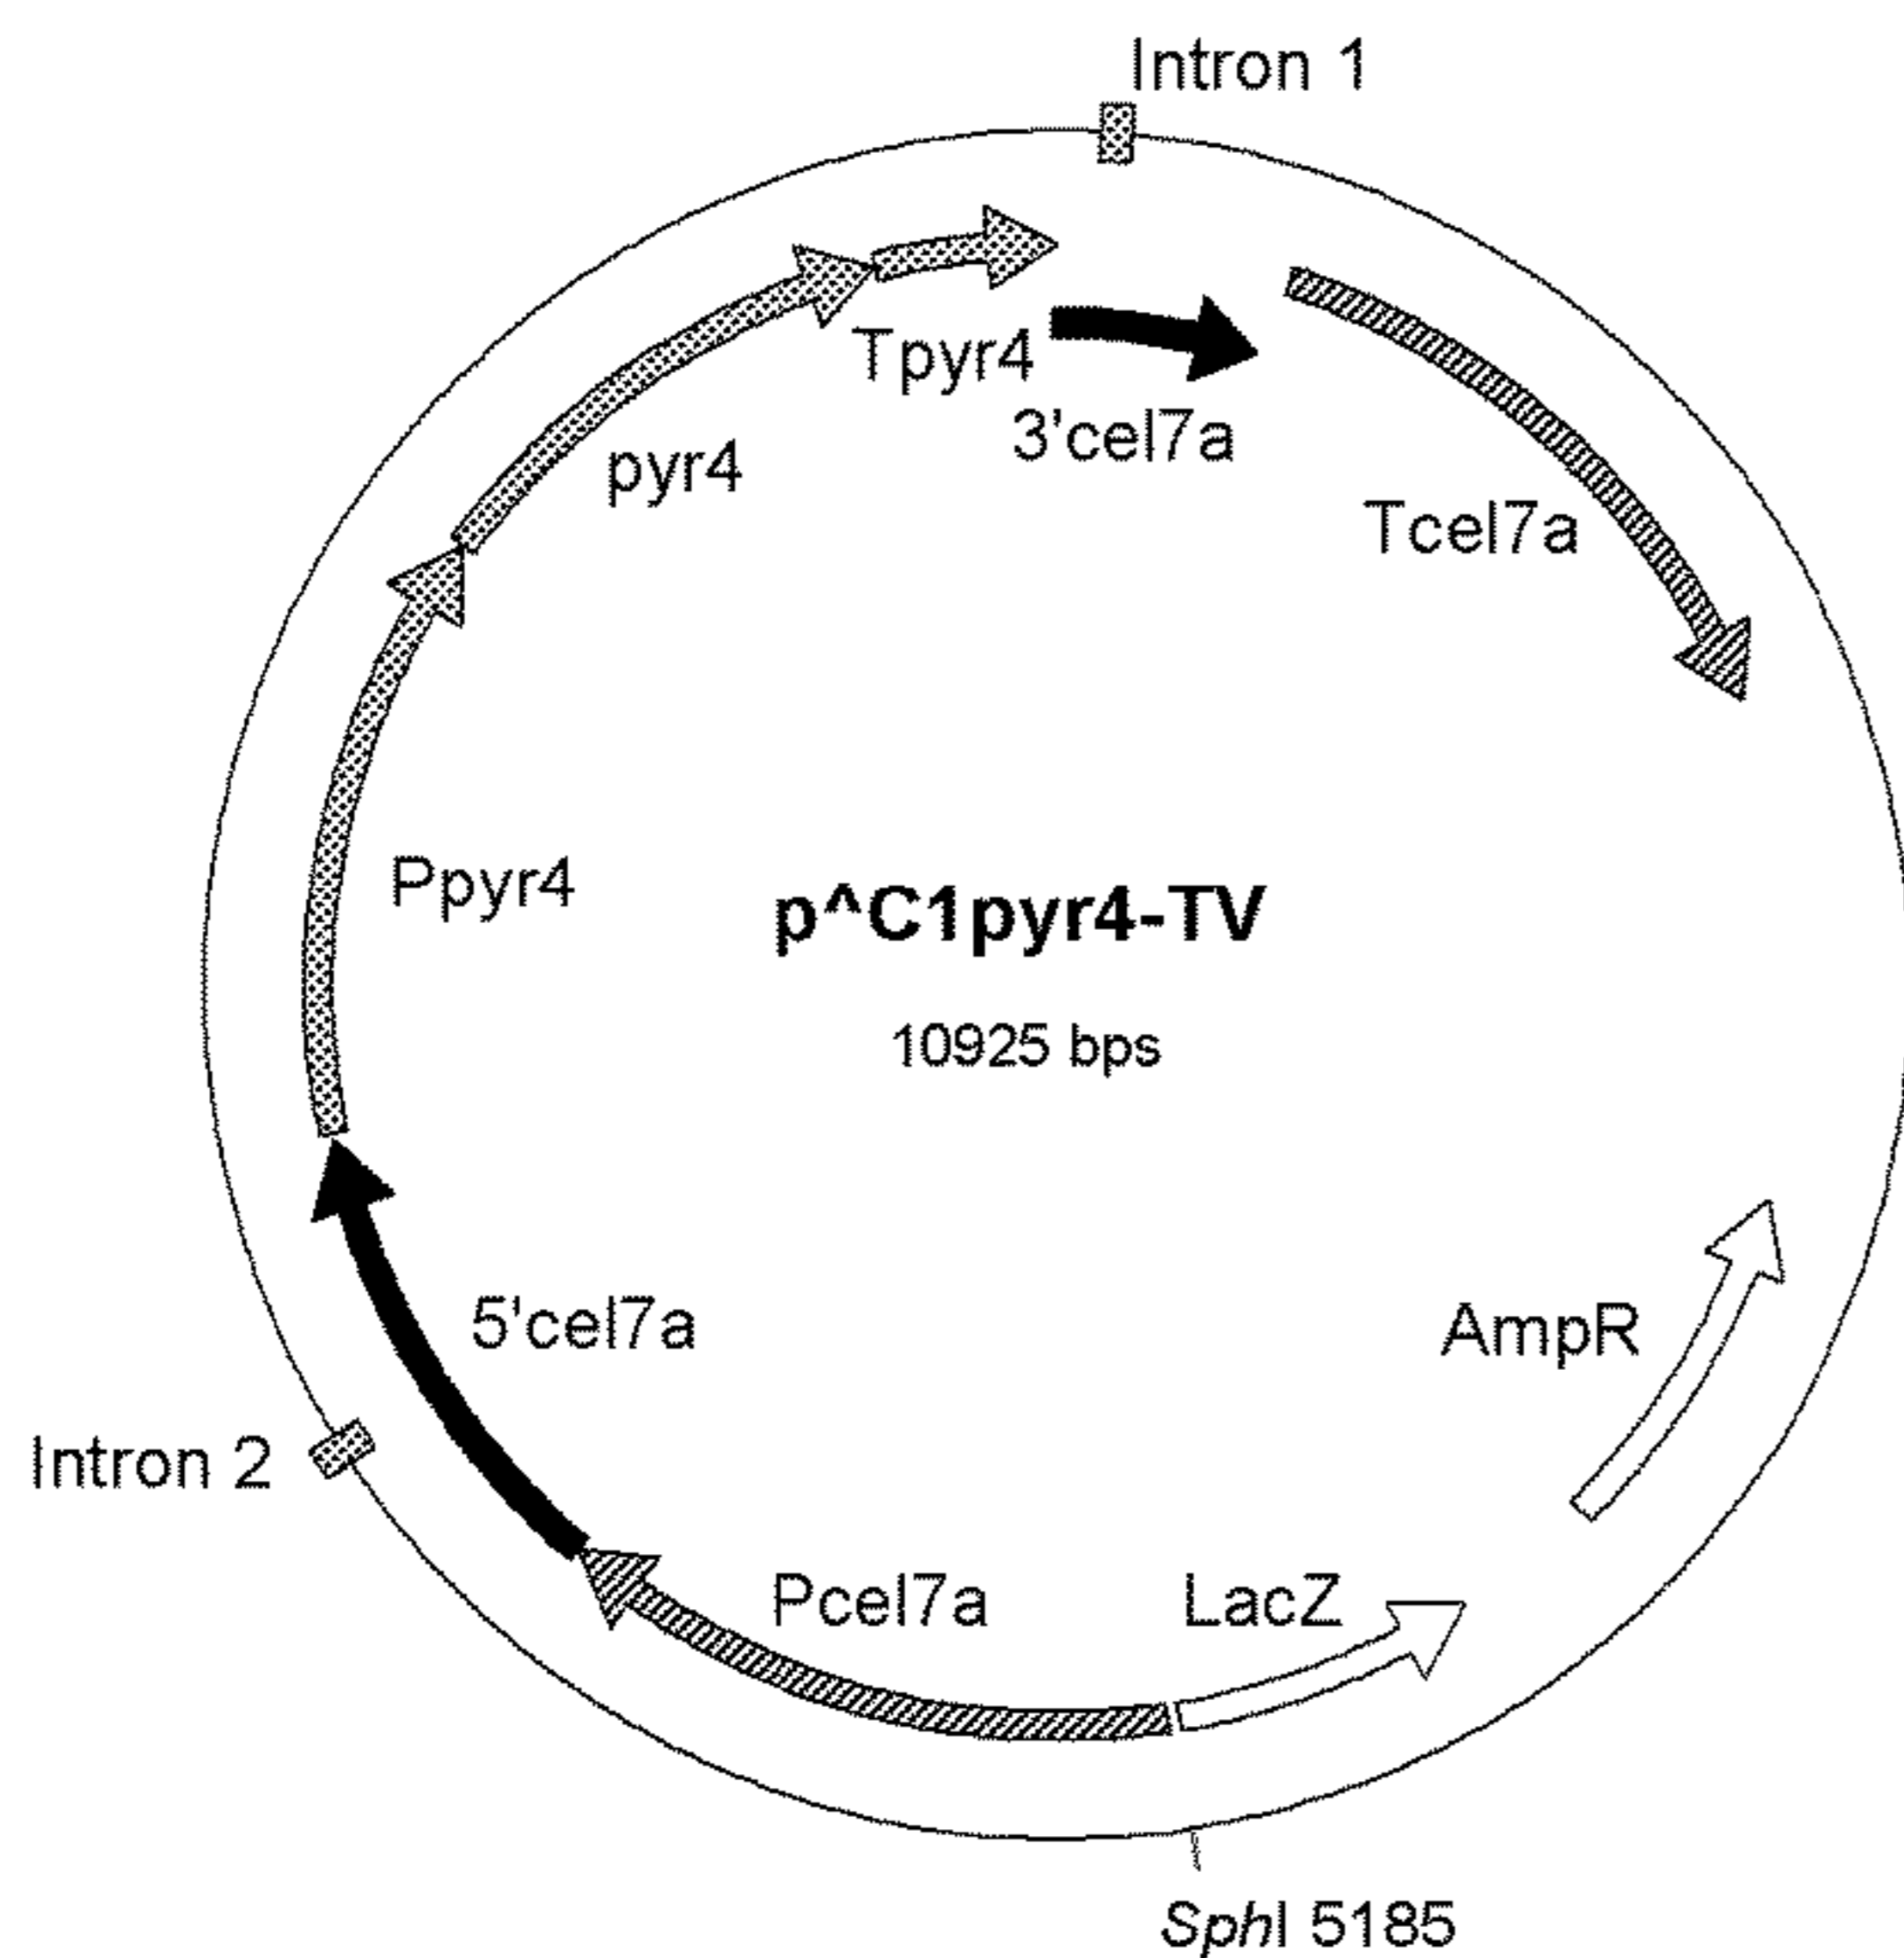 Intron 1
Tpyr4
3'cel7a
pyr4
Tcel7a
Ppyr4
p^C1pyr4-TV
10925 bps
5'cel7a
AmpR
Intron 2
Pcel7a
LacZ
SphI 5185